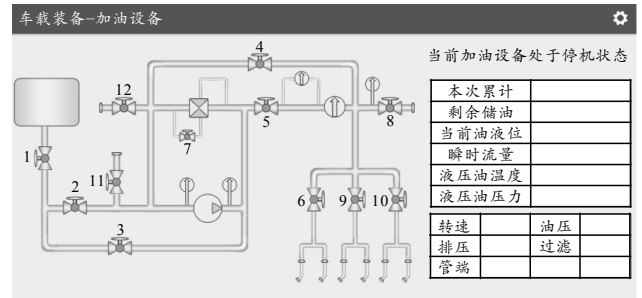 车载装备-加油设备
当前加油设备处于停机状态
4
12
5
8
7
1
2
11
3
6
9
10
本次累计
剩余储油
当前油液位
瞬时流量
液压油温度
液压油压力
转速 油压
排压 过滤
管端